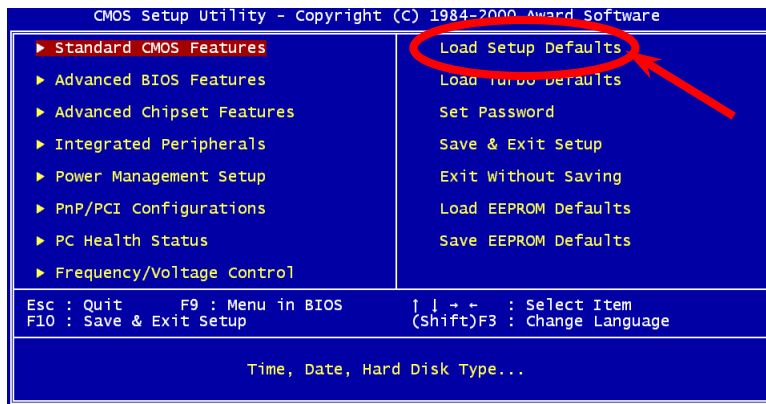 CMOS Setup Utility - Copyright (C) 1984-2000 Award Software
▶ Standard CMOS Features
▶ Advanced BIOS Features
▶ Advanced Chipset Features
▶ Integrated Peripherals
▶ Power Management Setup
▶ PnP/PCI Configurations
▶ PC Health Status
▶ Frequency/Voltage Control
Load Setup Defaults
Load Turbo Defaults
Set Password
Save & Exit Setup
Exit Without Saving
Load EEPROM Defaults
Save EEPROM Defaults
Esc : Quit F9 : Menu in BIOS ↑ ↓ → ← : Select Item
F10 : Save & Exit Setup (Shift)F3 : Change Language
Time, Date, Hard Disk Type...